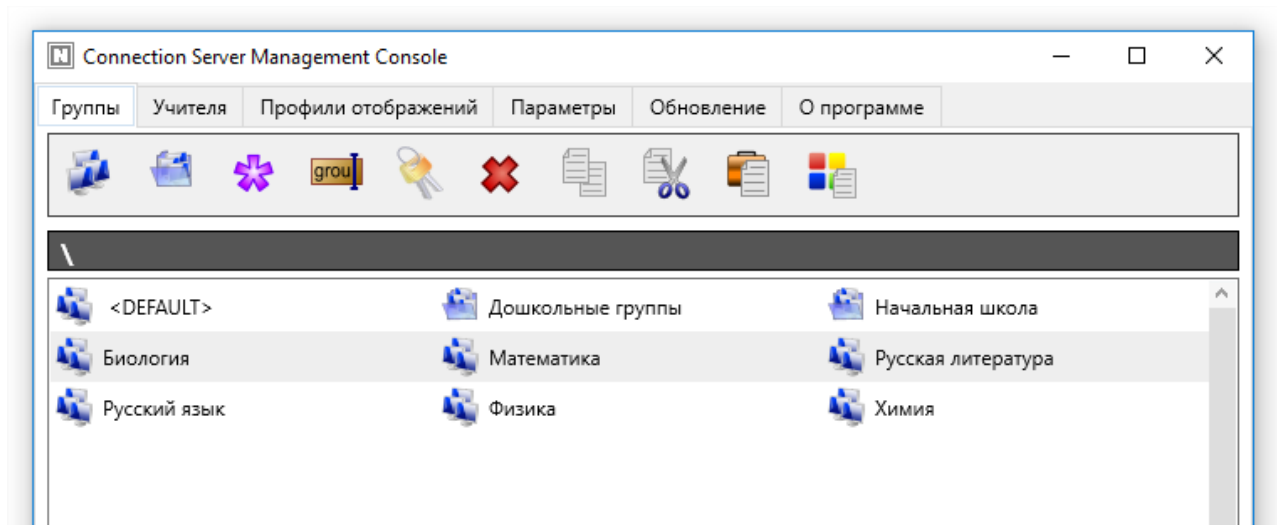 Connection Server Management Console
Группы Учителя Профили отображений Параметры Обновление О программе
grou
\
<DEFAULT> Дошкольные группы Начальная школа
Биология Математика Русская литература
Русский язык Физика Химия